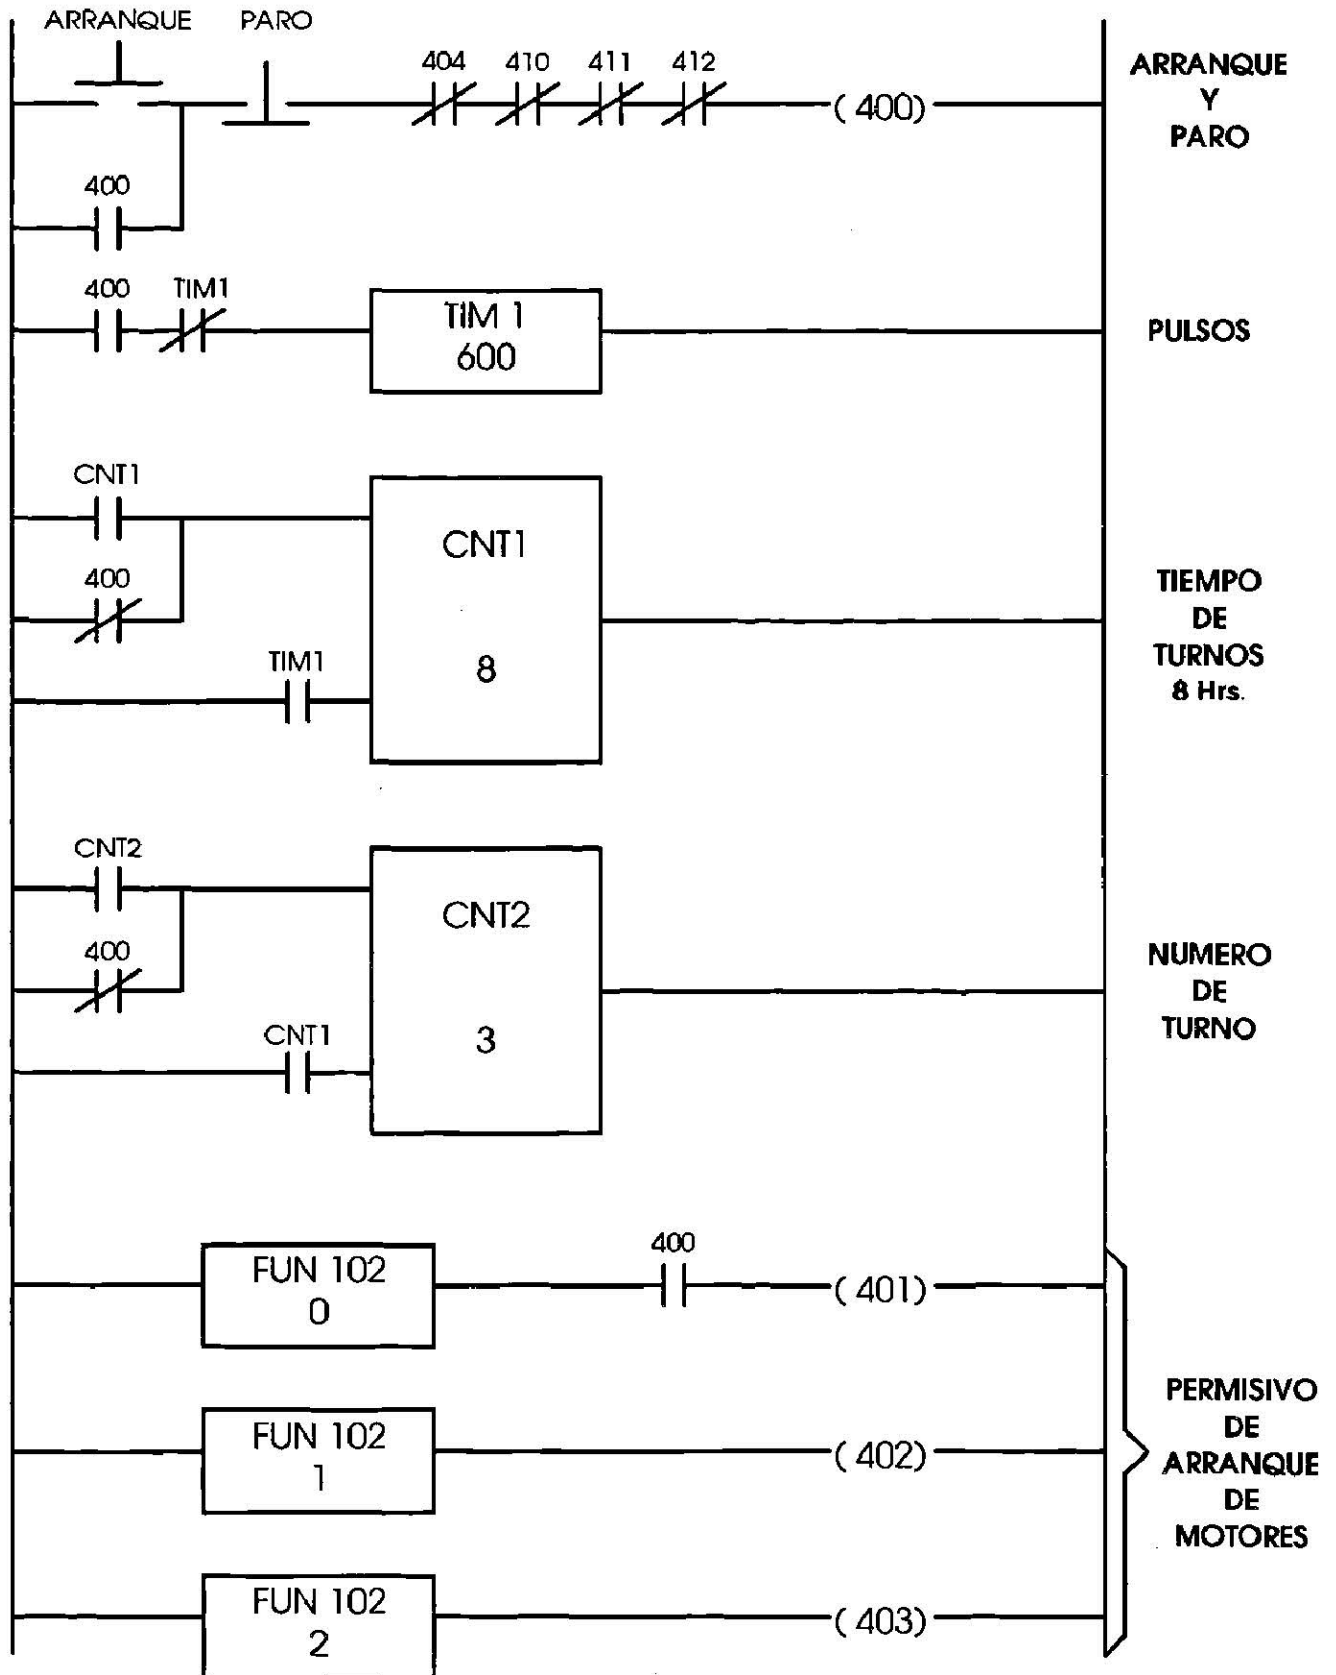 ARRANQUE PARO
404 410 411 412
(400)
ARRANQUE
Y
PARO
400
400 TIM1
TIM 1
600
PULSOS
CNT1
400
TIM1
CNT1
8
TIEMPO
DE
TURNOS
8 Hrs.
CNT2
400
CNT1
CNT2
3
NUMERO
DE
TURNO
FUN 102
0
400
(401)
FUN 102
1
(402)
FUN 102
2
(403)
PERMISIVO
DE
ARRANQUE
DE
MOTORES